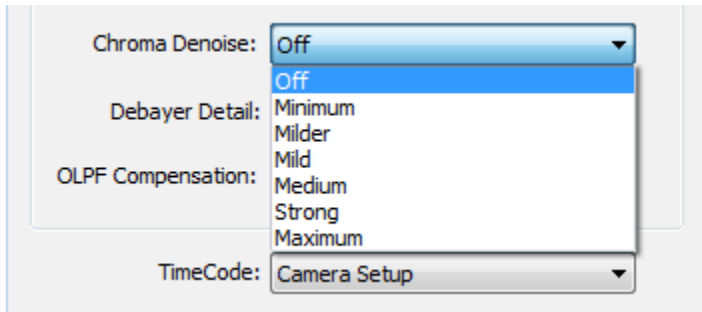 Chroma Denoise: Off
Off
Debayer Detail: Minimum
Milder
Mild
OLPF Compensation: Medium
Strong
Maximum
TimeCode: Camera Setup